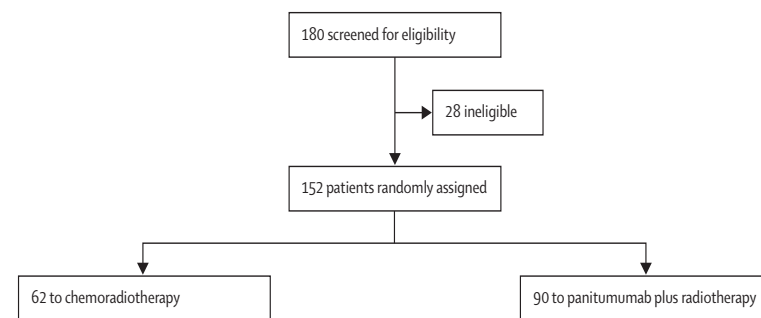 180 screened for eligibility
28 ineligible
152 patients randomly assigned
62 to chemoradiotherapy
90 to panitumumab plus radiotherapy